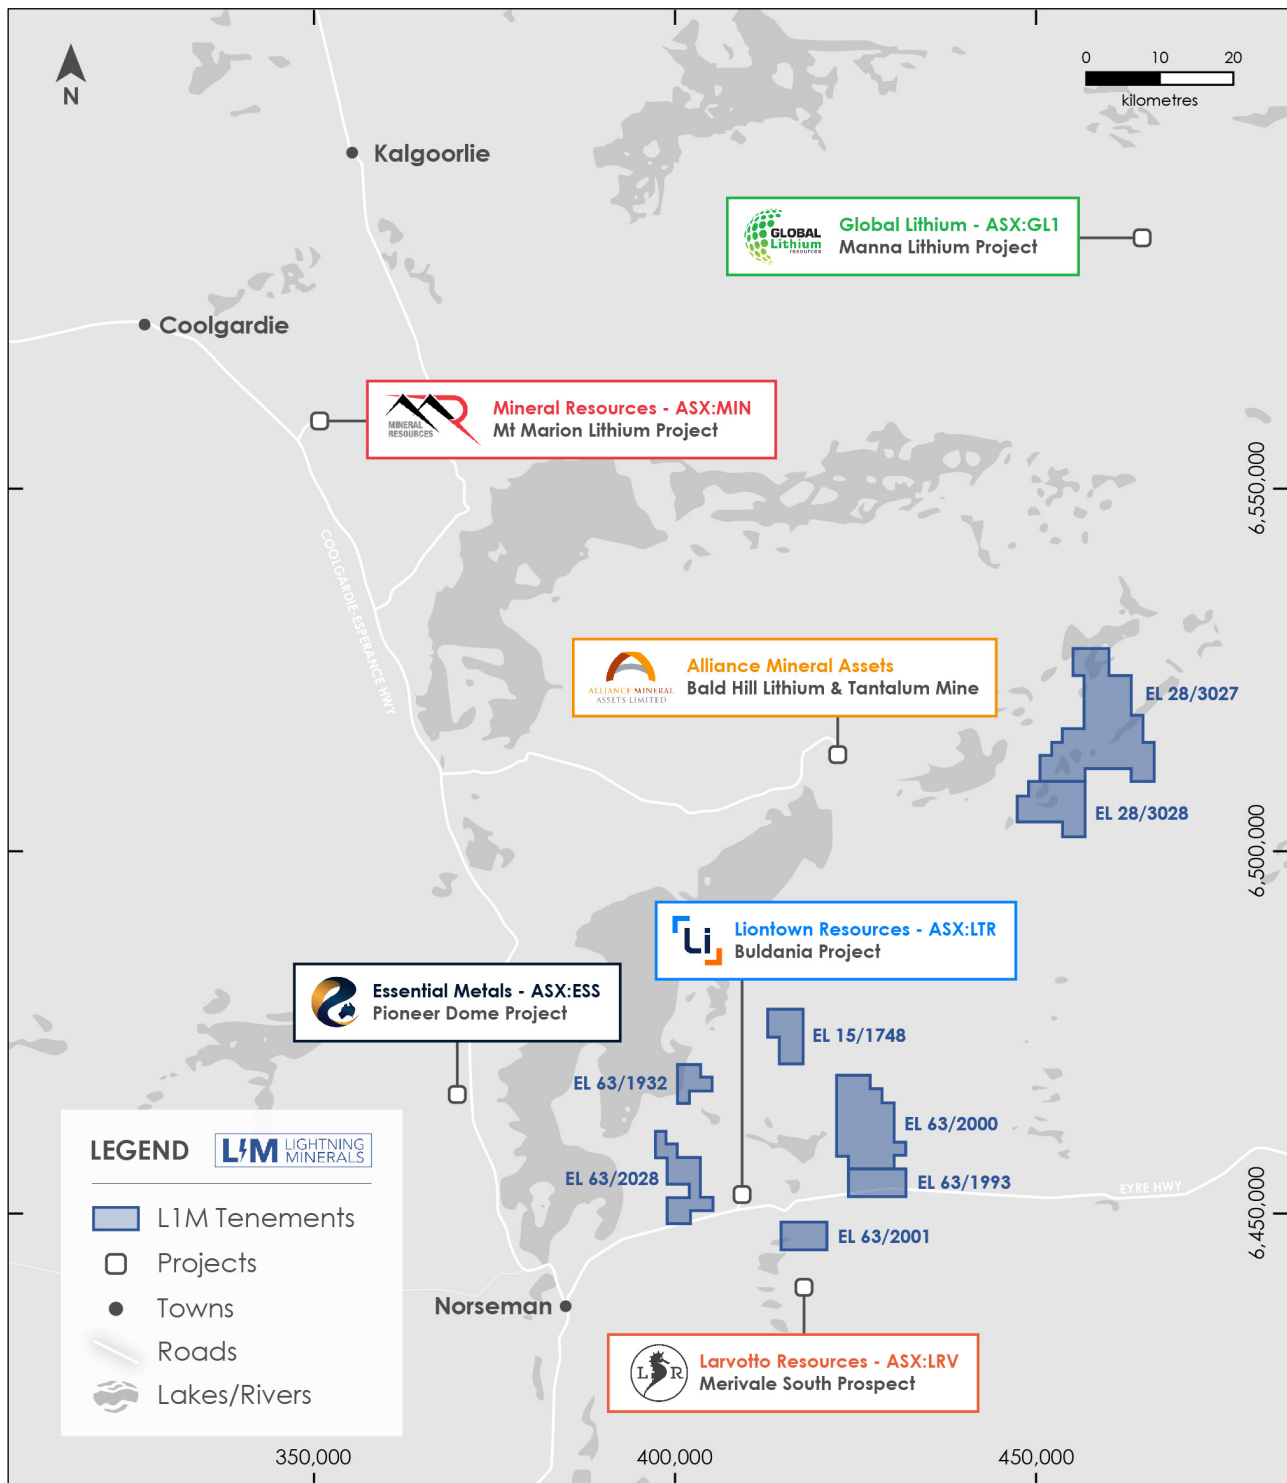 N
0 10 20
kilometres
Kalgoorlie
GLOBAL
Lithium
resources
Global Lithium - ASX:GL1
Manna Lithium Project
Coolgardie
MINERAL
RESOURCES
Mineral Resources - ASX:MIN
Mt Marion Lithium Project
6,550,000
COOLGARDIE-ESPERANCE HWY
ALLIANCE MINERAL
ASSETS LIMITED
Alliance Mineral Assets
Bald Hill Lithium & Tantalum Mine
EL 28/3027
EL 28/3028
6,500,000
Li
Liontown Resources - ASX:LTR
Buldania Project
Essential Metals - ASX:ESS
Pioneer Dome Project
EL 15/1748
EL 63/1932
EL 63/2000
EL 63/2028
EL 63/1993
EYRE HWY
6,450,000
EL 63/2001
Norseman
L R
Larvotto Resources - ASX:LRV
Merivale South Prospect
LEGEND
L1M LIGHTNING
MINERALS
L1M Tenements
Projects
Towns
Roads
Lakes/Rivers
350,000 400,000 450,000